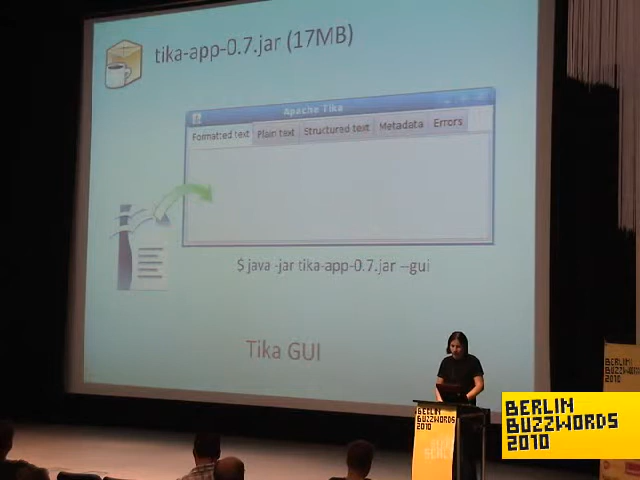 tika-app-0.7.jar (17MB)
Apache Tika
Formatted text Plain text Structured text Metadata Errors
$ java -jar tika-app-0.7.jar --gui
Tika GUI
BERLIN
BUZZWORDS
2010
BERLIN
BUZZWORDS
2010
BERLIN
BUZZWORDS
2010